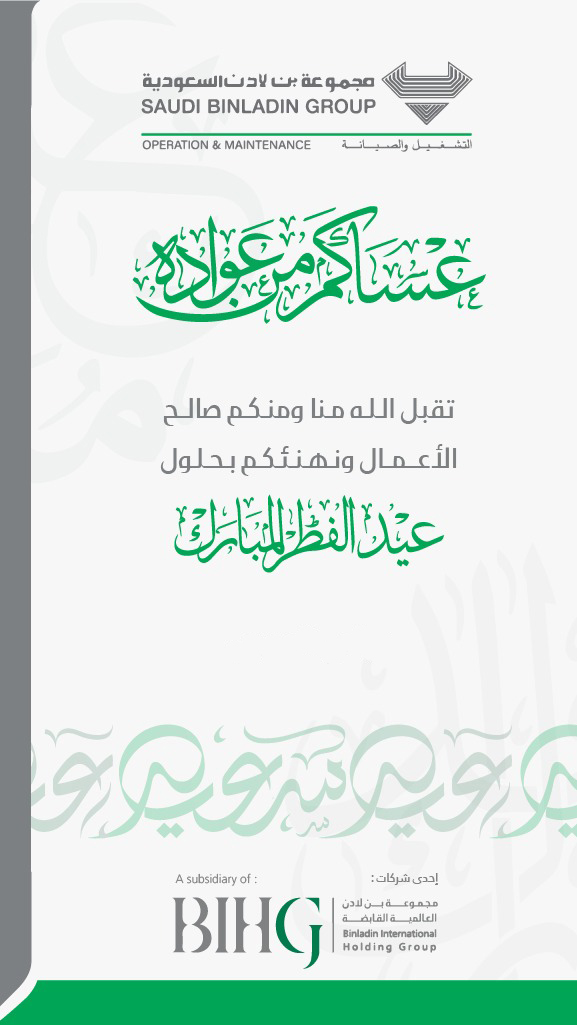 مجموعة بن لادن السعودية
SAUDI BINLADIN GROUP
OPERATION & MAINTENANCE
التشغيل والصيانة
عساكم من عواده
تقبل الله منا ومنكم صالح
الأعمال ونهنئكم بحلول
عيد الفطر المبارك
عيد سعيد
A subsidiary of :
إحدى شركات :
BIHG
مجموعة بن لادن
العالمية القابضة
Binladin International
Holding Group